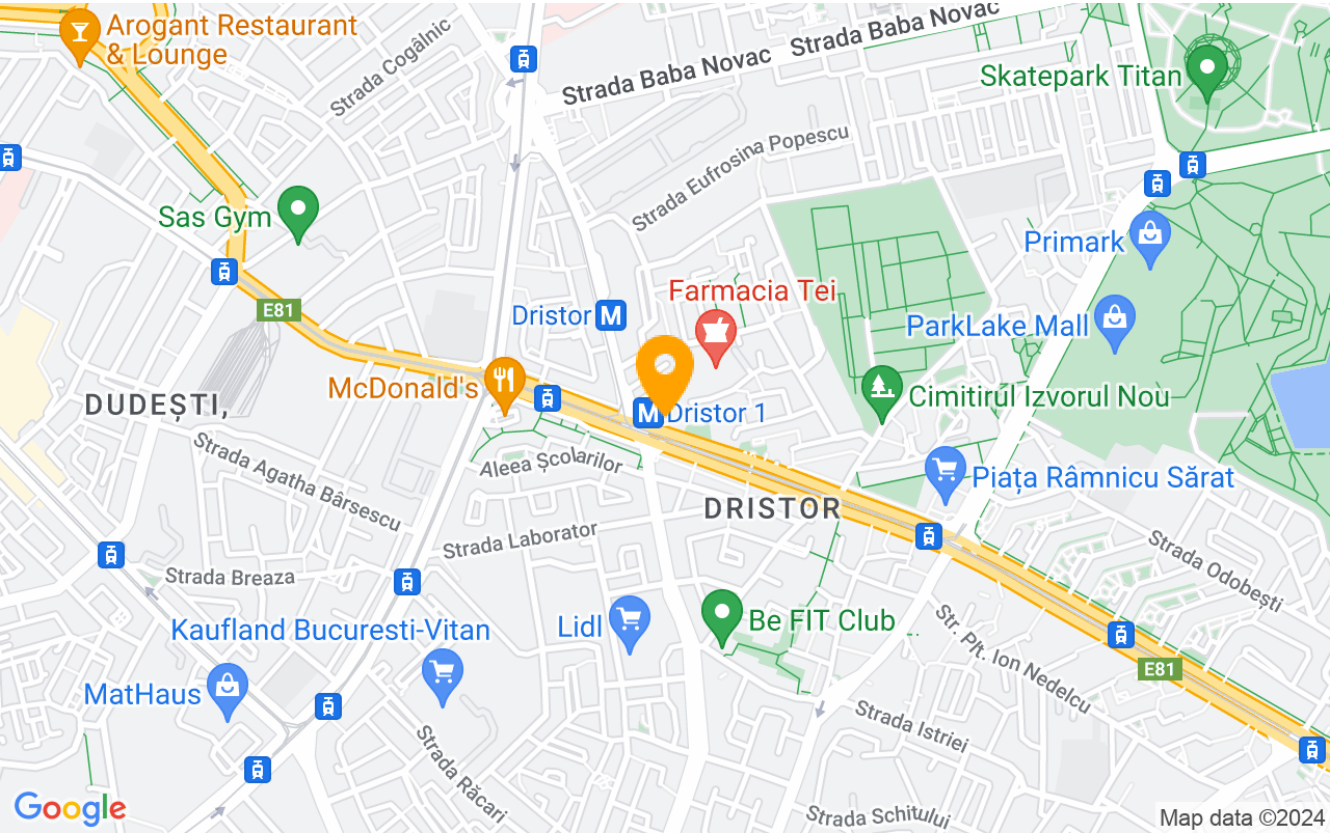 Arogant Restaurant
& Lounge
Strada Cogâlnic
Strada Baba Novac
Strada Baba Novac
Skatepark Titan
Strada Eufrosina Popescu
Sas Gym
Primark
Farmacia Tei
E81
Dristor M
ParkLake Mall
McDonald's
Cimitirul Izvorul Nou
DUDEȘTI,
M Dristor 1
Strada Agatha Bârsescu
Aleea Școlarilor
Piața Râmnicu Sărat
DRISTOR
Strada Laborator
Strada Odobești
Strada Breaza
Kaufland Bucuresti-Vitan
Lidl
Be FIT Club
Str. Plt. Ion Nedelcu
E81
MatHaus
Strada Istriei
Strada Răcari
Google
Strada Schitului
Map data ©2024